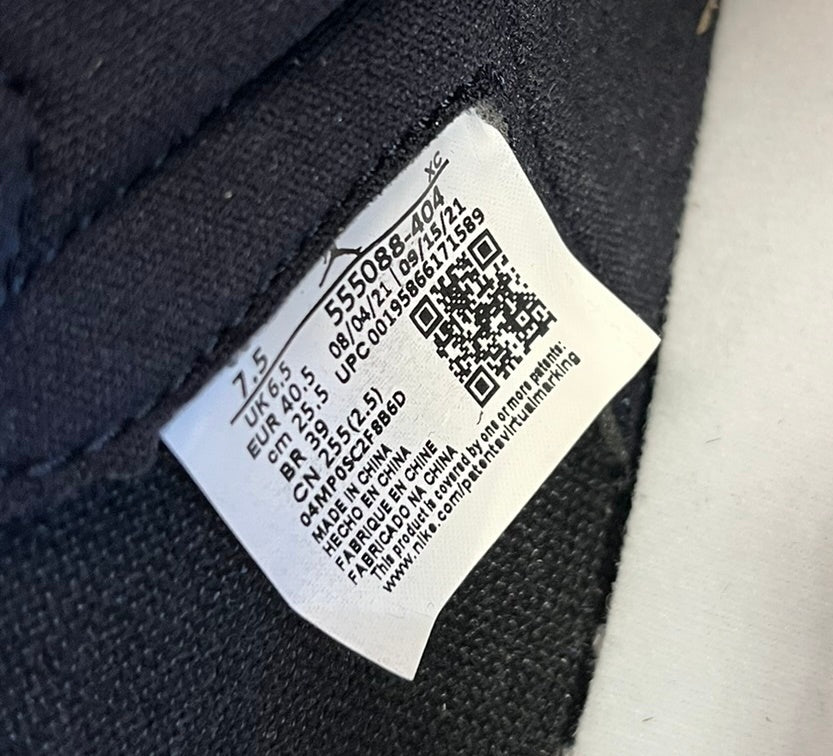 XC
7.5 555088-404
UK 6.5 08/04/21 | 09/15/21
EUR 40.5 UPC 00195866171589
cm 25.5
BR 39
CN 255(2.5)
04MP0SC2F8B6D
MADE IN CHINA
HECHO EN CHINA
FABRIQUE EN CHINE
FABRICADO NA CHINA
This product is covered by one or more patents:
www.nike.com/patentsvirtualmarking